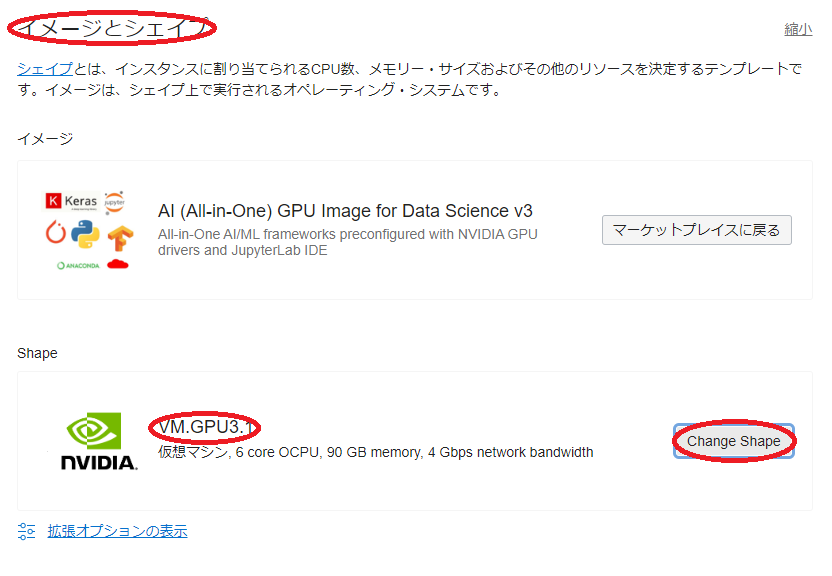 イメージとシェイプ
縮小
シェイプとは、インスタンスに割り当てられるCPU数、メモリー・サイズおよびその他のリソースを決定するテンプレートで
す。イメージは、シェイプ上で実行されるオペレーティング・システムです。
イメージ
K Keras
jupyter
ANACONDA
AI (All-in-One) GPU Image for Data Science v3
All-in-One AI/ML frameworks preconfigured with NVIDIA GPU
drivers and JupyterLab IDE
マーケットプレイスに戻る
Shape
NVIDIA.
VM.GPU3.1
仮想マシン, 6 core OCPU, 90 GB memory, 4 Gbps network bandwidth
Change Shape
拡張オプションの表示